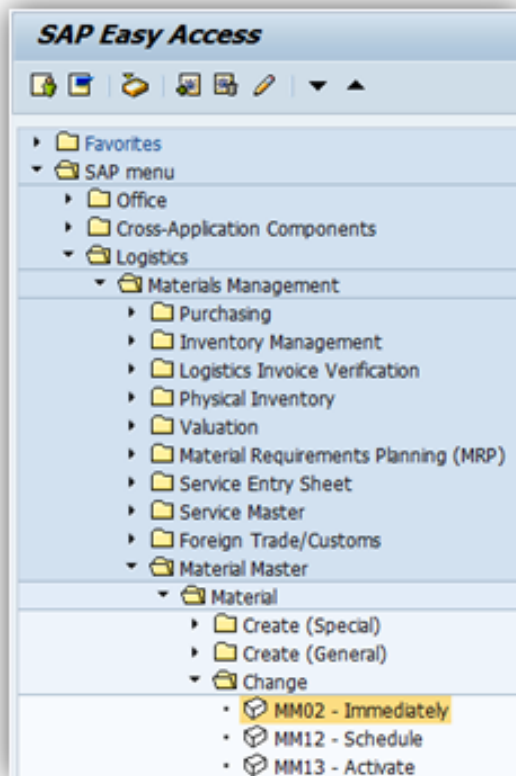 SAP Easy Access
Favorites
SAP menu
Office
Cross-Application Components
Logistics
Materials Management
Purchasing
Inventory Management
Logistics Invoice Verification
Physical Inventory
Valuation
Material Requirements Planning (MRP)
Service Entry Sheet
Service Master
Foreign Trade/Customs
Material Master
Material
Create (Special)
Create (General)
Change
MM02 - Immediately
MM12 - Schedule
MM13 - Activate